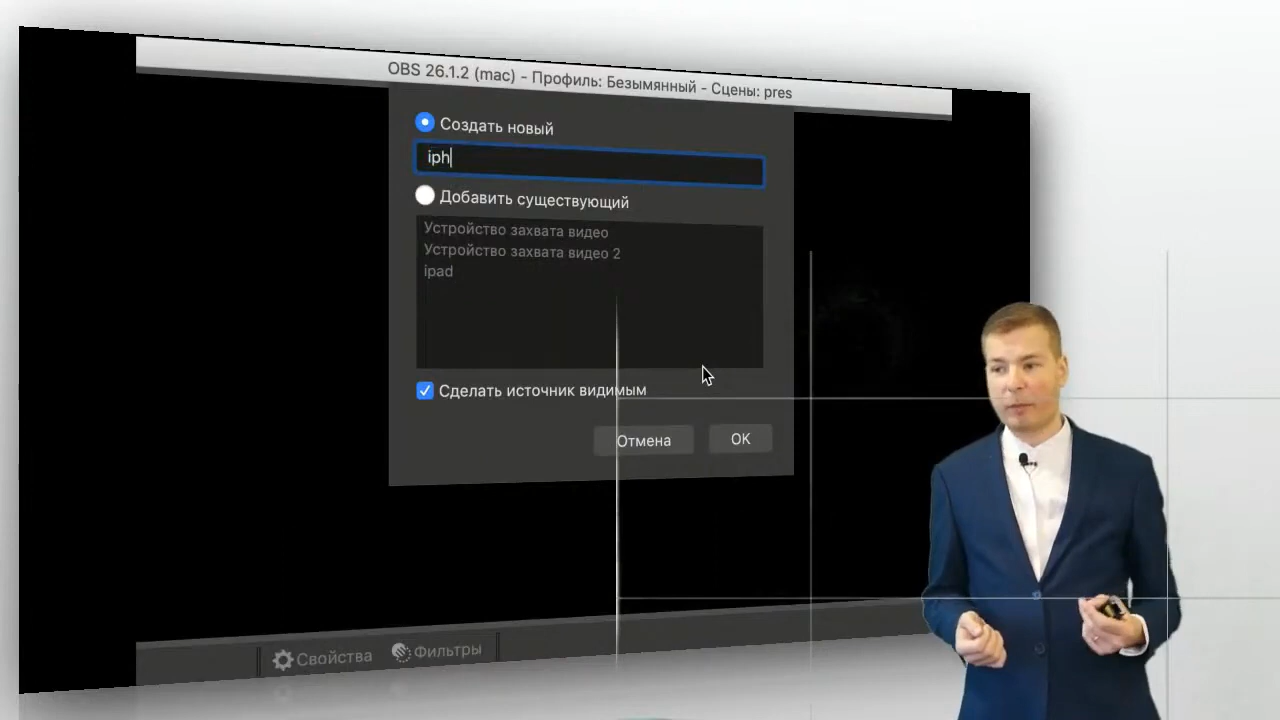 OBS 26.1.2 (mac) - Профиль: Безымянный - Сцены: pres
Создать новый
iph
Добавить существующий
Устройство захвата видео
Устройство захвата видео 2
ipad
Сделать источник видимым
Отмена
OK
Свойства
Фильтры